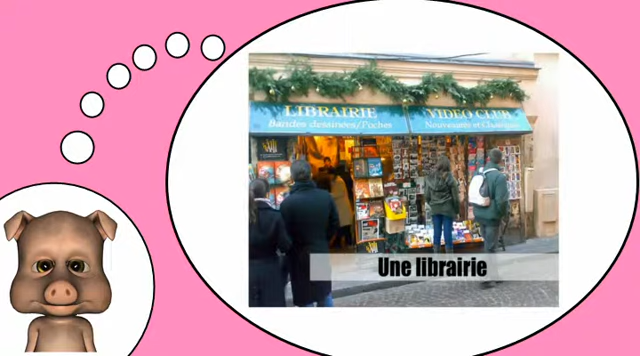 LIBRAIRIE
Bandes dessinées/Poches
VIDEO CLUB
Nouveautés et Classiques
Une librairie